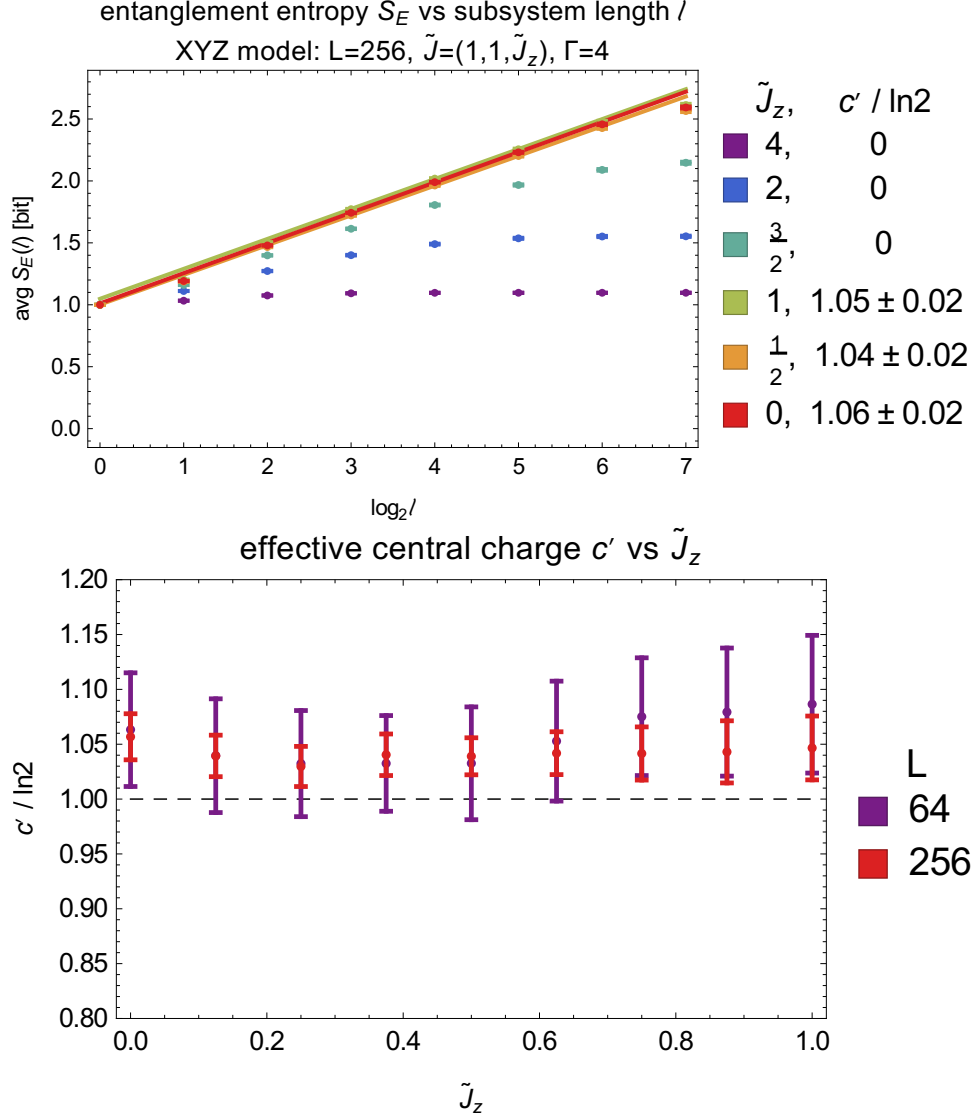 entanglement entropy S_E vs subsystem length ℓ
XYZ model: L=256, J̃=(1,1,J̃_z), Γ=4
avg S_E(ℓ) [bit]
2.5
2.0
1.5
1.0
0.5
0.0
0 1 2 3 4 5 6 7
log₂ℓ
J̃_z, c′ / ln2
4, 0
2, 0
3/2, 0
1, 1.05 ± 0.02
1/2, 1.04 ± 0.02
0, 1.06 ± 0.02
effective central charge c′ vs J̃_z
c′ / ln2
1.20
1.15
1.10
1.05
1.00
0.95
0.90
0.85
0.80
0.0 0.2 0.4 0.6 0.8 1.0
J̃_z
L
64
256